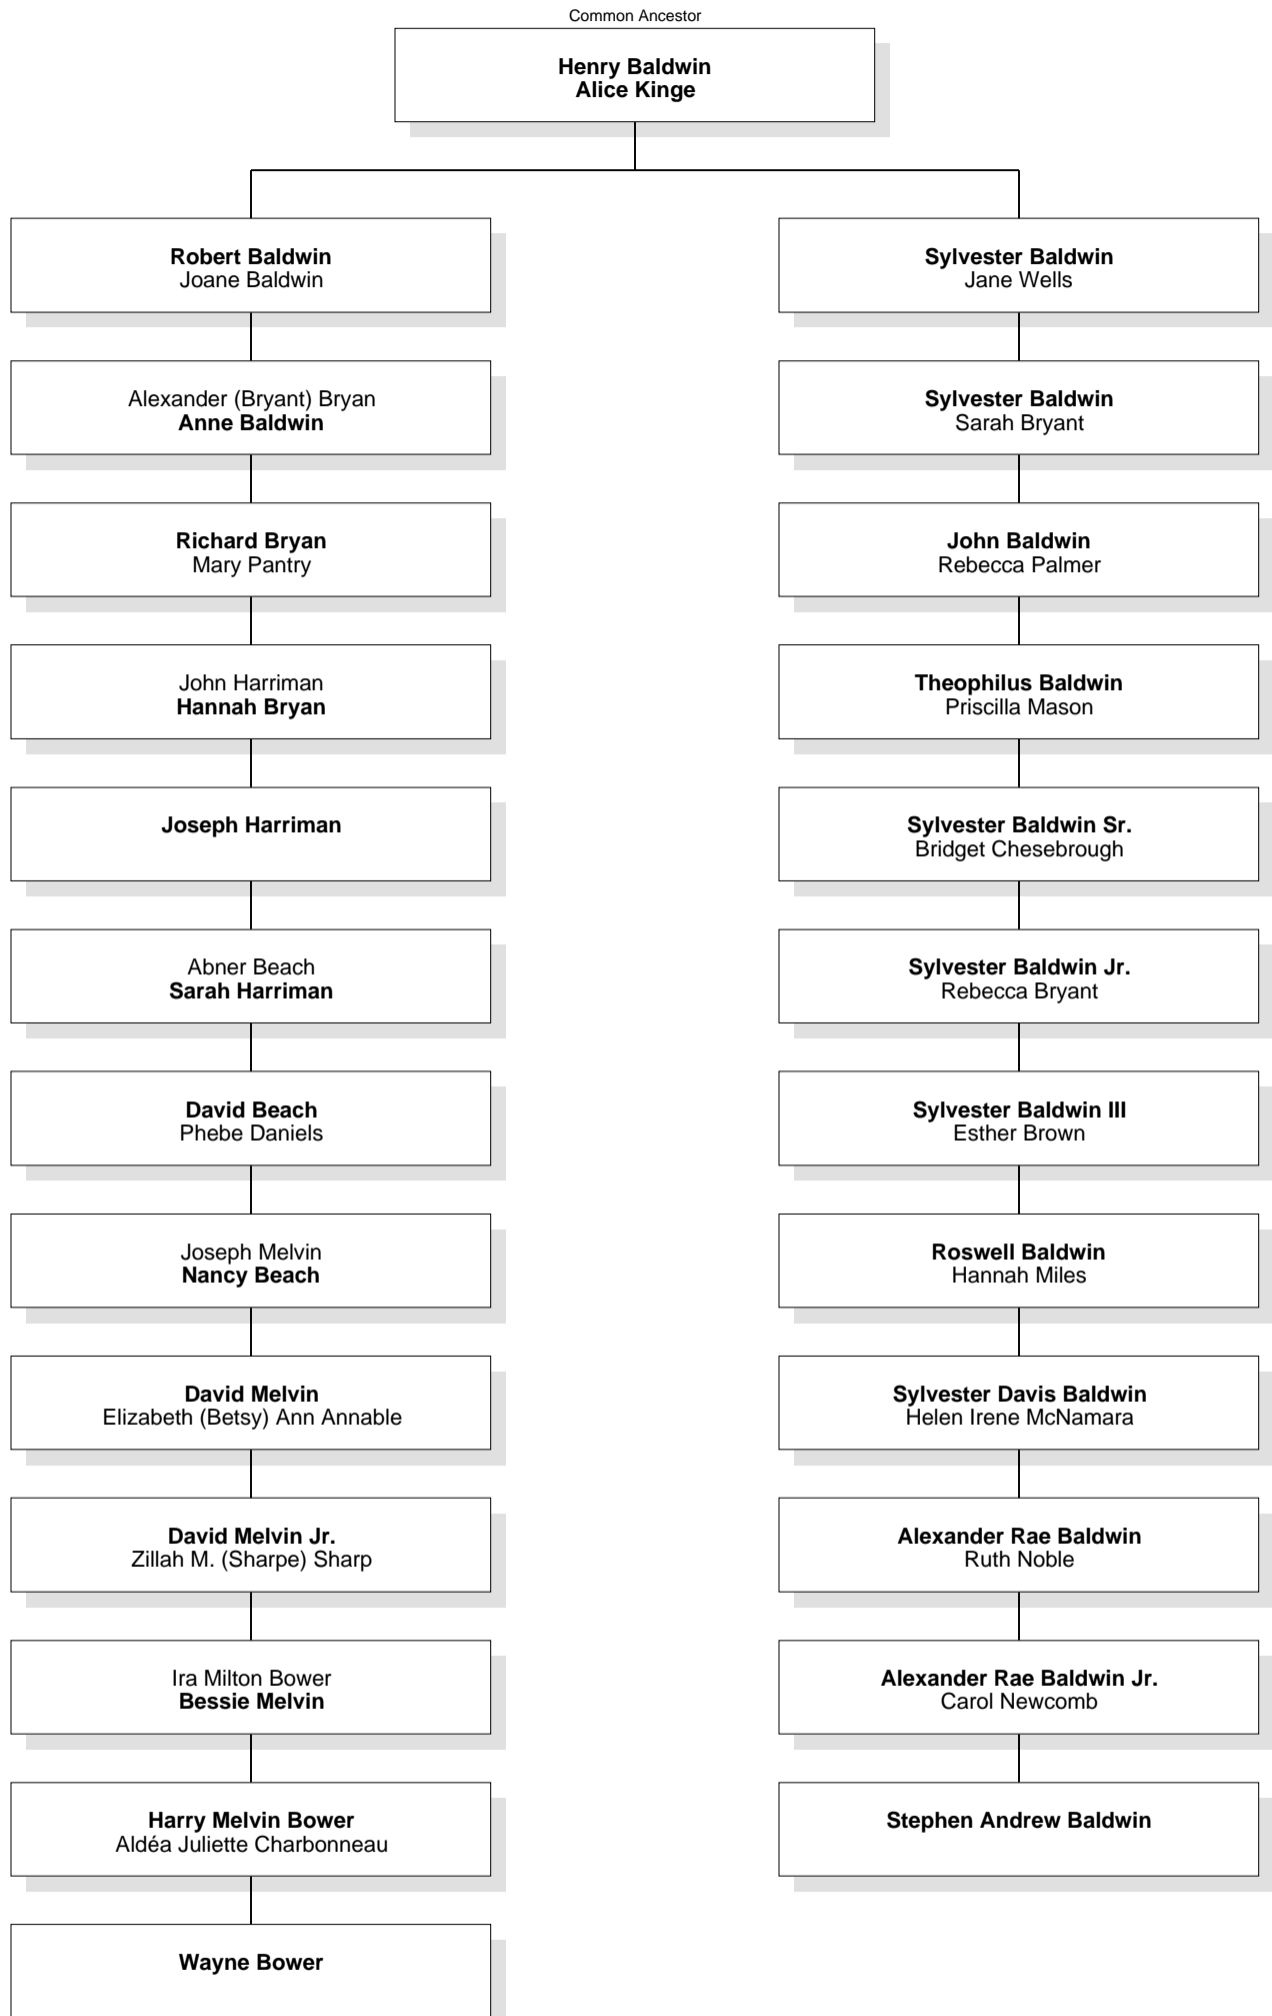 Common Ancestor
Henry Baldwin
Alice Kinge
Robert Baldwin
Joane Baldwin
Sylvester Baldwin
Jane Wells
Alexander (Bryant) Bryan
Anne Baldwin
Sylvester Baldwin
Sarah Bryant
Richard Bryan
Mary Pantry
John Baldwin
Rebecca Palmer
John Harriman
Hannah Bryan
Theophilus Baldwin
Priscilla Mason
Joseph Harriman
Sylvester Baldwin Sr.
Bridget Chesebrough
Abner Beach
Sarah Harriman
Sylvester Baldwin Jr.
Rebecca Bryant
David Beach
Phebe Daniels
Sylvester Baldwin III
Esther Brown
Joseph Melvin
Nancy Beach
Roswell Baldwin
Hannah Miles
David Melvin
Elizabeth (Betsy) Ann Annable
Sylvester Davis Baldwin
Helen Irene McNamara
David Melvin Jr.
Zillah M. (Sharpe) Sharp
Alexander Rae Baldwin
Ruth Noble
Ira Milton Bower
Bessie Melvin
Alexander Rae Baldwin Jr.
Carol Newcomb
Harry Melvin Bower
Aldéa Juliette Charbonneau
Stephen Andrew Baldwin
Wayne Bower